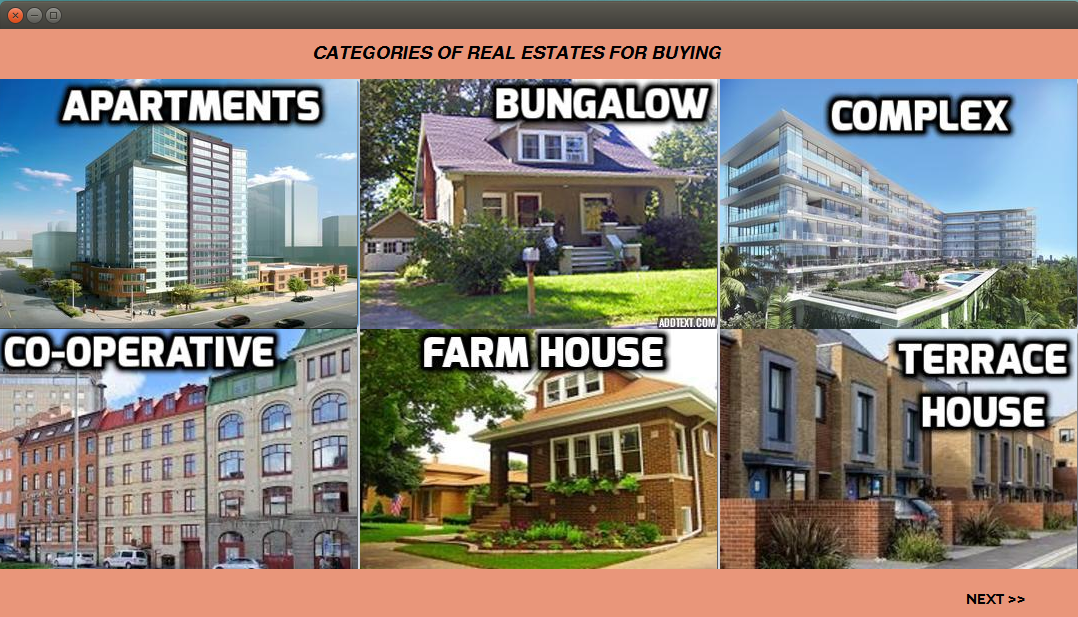 CATEGORIES OF REAL ESTATES FOR BUYING
APARTMENTS
BUNGALOW
COMPLEX
ADDTEXT.COM
CO-OPERATIVE
FARM HOUSE
TERRACE
HOUSE
NEXT >>